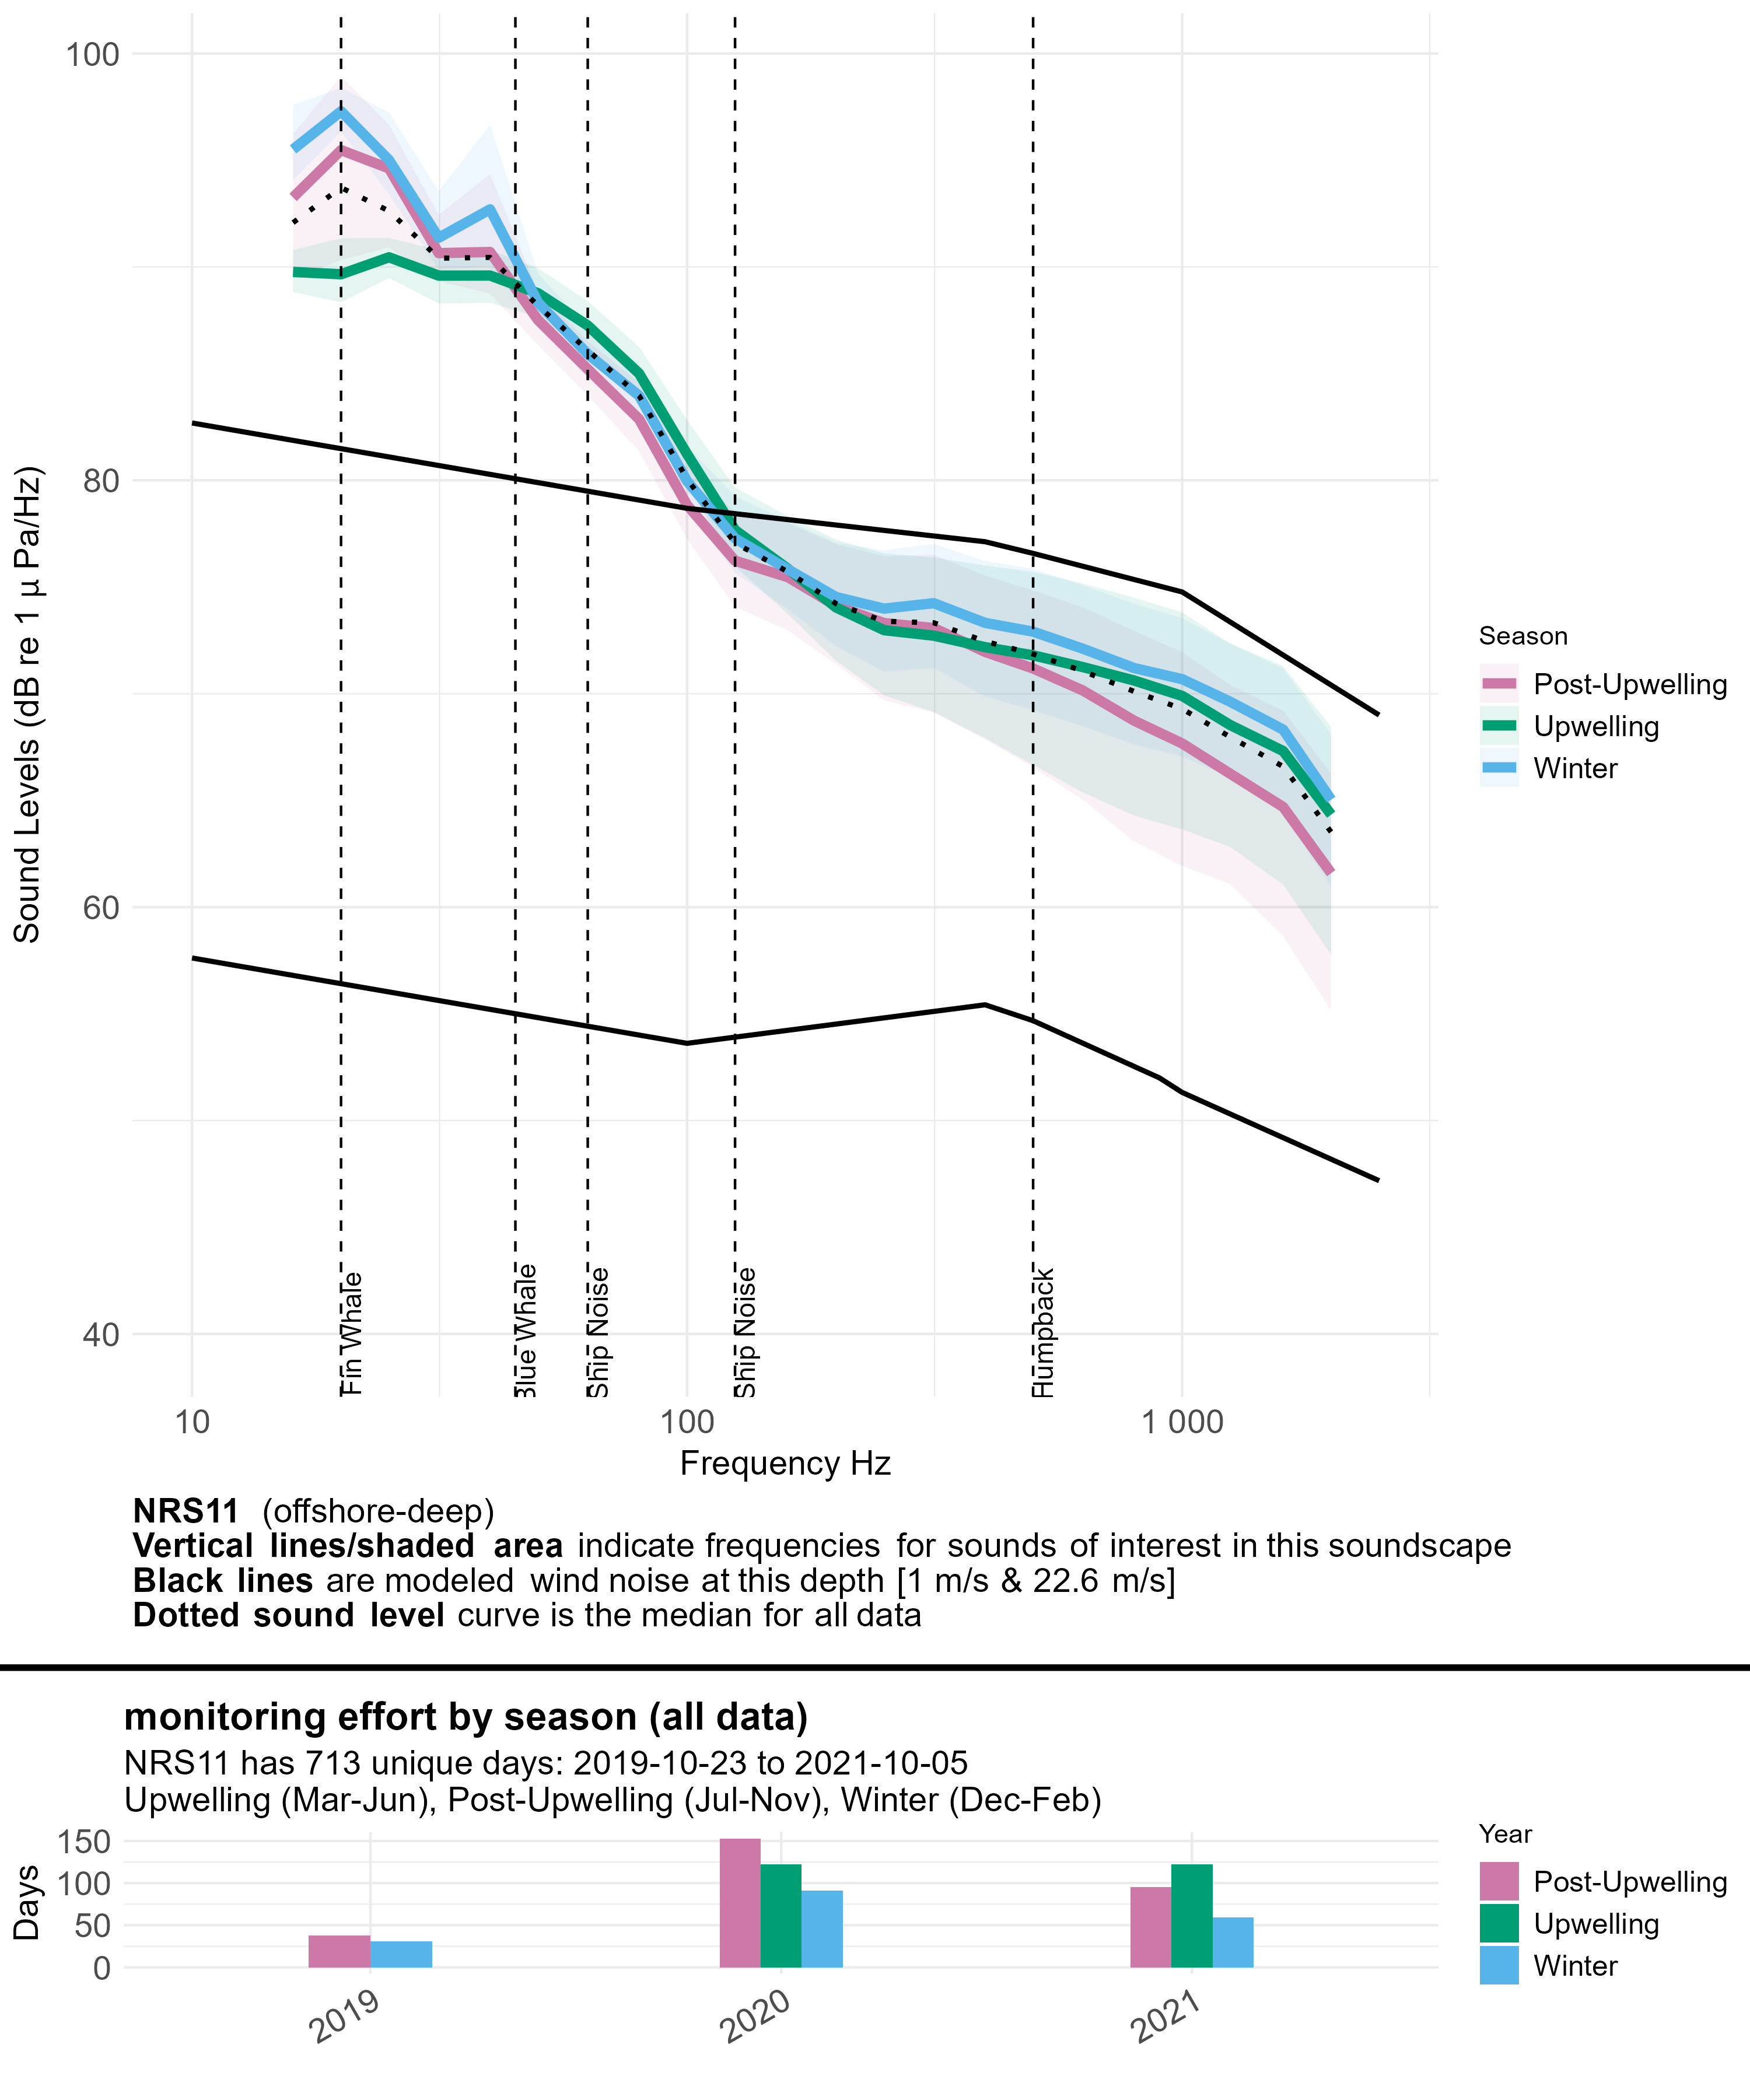 100
80
60
40
Sound Levels (dB re 1 µ Pa/Hz)
Fin Whale
Blue Whale
Ship Noise
Ship Noise
Humpback
10
100
1 000
Frequency Hz
Season
Post-Upwelling
Upwelling
Winter
NRS11 (offshore-deep)
Vertical lines/shaded area indicate frequencies for sounds of interest in this soundscape
Black lines are modeled wind noise at this depth [1 m/s & 22.6 m/s]
Dotted sound level curve is the median for all data
monitoring effort by season (all data)
NRS11 has 713 unique days: 2019-10-23 to 2021-10-05
Upwelling (Mar-Jun), Post-Upwelling (Jul-Nov), Winter (Dec-Feb)
150
100
50
0
Days
2019
2020
2021
Year
Post-Upwelling
Upwelling
Winter